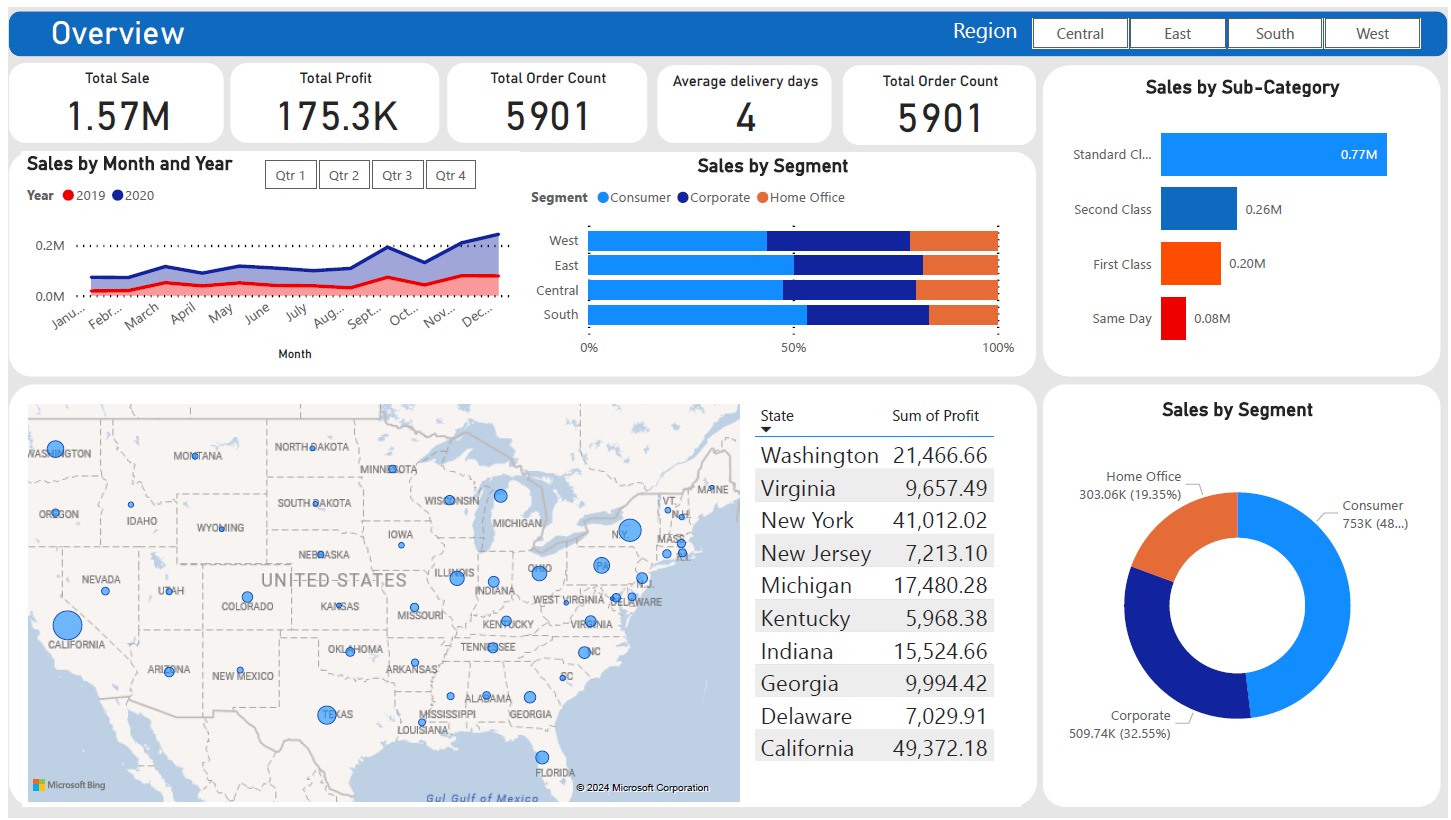 Overview
Region
Central
East
South
West
Total Sale
1.57M
Total Profit
175.3K
Total Order Count
5901
Average delivery days
4
Total Order Count
5901
Sales by Month and Year
Qtr 1
Qtr 2
Qtr 3
Qtr 4
Year 2019 2020
0.2M
0.0M
Janu...
Febr...
March
April
May
June
July
Aug...
Sept...
Oct...
Nov...
Dec...
Month
Sales by Segment
Segment Consumer Corporate Home Office
West
East
Central
South
0%
50%
100%
Sales by Sub-Category
Standard Cl... 0.77M
Second Class 0.26M
First Class 0.20M
Same Day 0.08M
WASHINGTON
MONTANA
NORTH DAKOTA
MINNESOTA
OREGON
IDAHO
SOUTH DAKOTA
WISCONSIN
MICHIGAN
VT.
N.H.
MAINE
WYOMING
IOWA
N.Y.
MASS.
R.I.
NEBRASKA
NEVADA
UTAH
COLORADO
UNITED STATES
KANSAS
ILLINOIS
INDIANA
OHIO
PA
N.J.
MISSOURI
WEST VIRGINIA
DELAWARE
KENTUCKY
VIRGINIA
CALIFORNIA
ARIZONA
NEW MEXICO
OKLAHOMA
ARKANSAS
TENNESSEE
NC
SC
TEXAS
MISSISSIPPI
ALABAMA
GEORGIA
LOUISIANA
FLORIDA
Microsoft Bing
Gul Gulf of Mexico
© 2024 Microsoft Corporation
State Sum of Profit
Washington 21,466.66
Virginia 9,657.49
New York 41,012.02
New Jersey 7,213.10
Michigan 17,480.28
Kentucky 5,968.38
Indiana 15,524.66
Georgia 9,994.42
Delaware 7,029.91
California 49,372.18
Sales by Segment
Home Office
303.06K (19.35%)
Consumer
753K (48...)
Corporate
509.74K (32.55%)